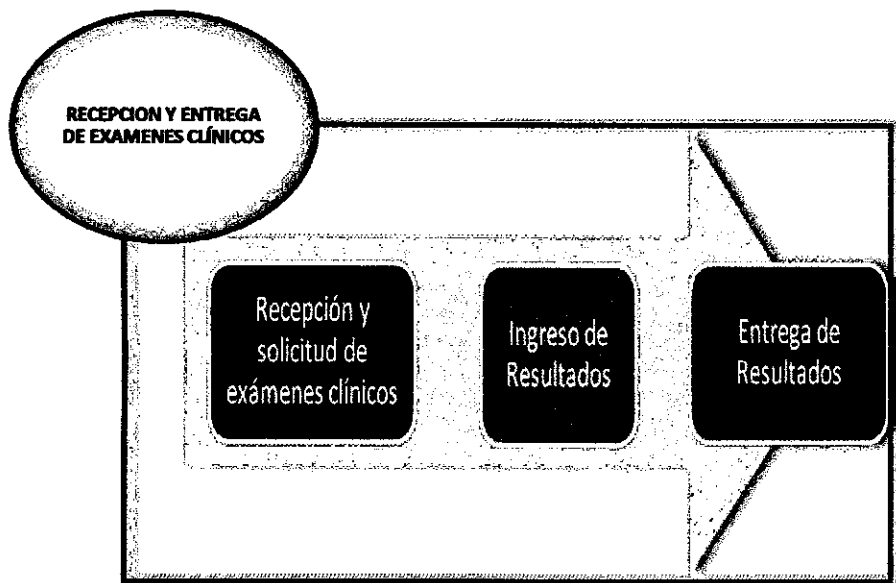 RECEPCION Y ENTREGA
DE EXAMENES CLÍNICOS
Recepción y
solicitud de
exámenes clínicos
Ingreso de
Resultados
Entrega de
Resultados